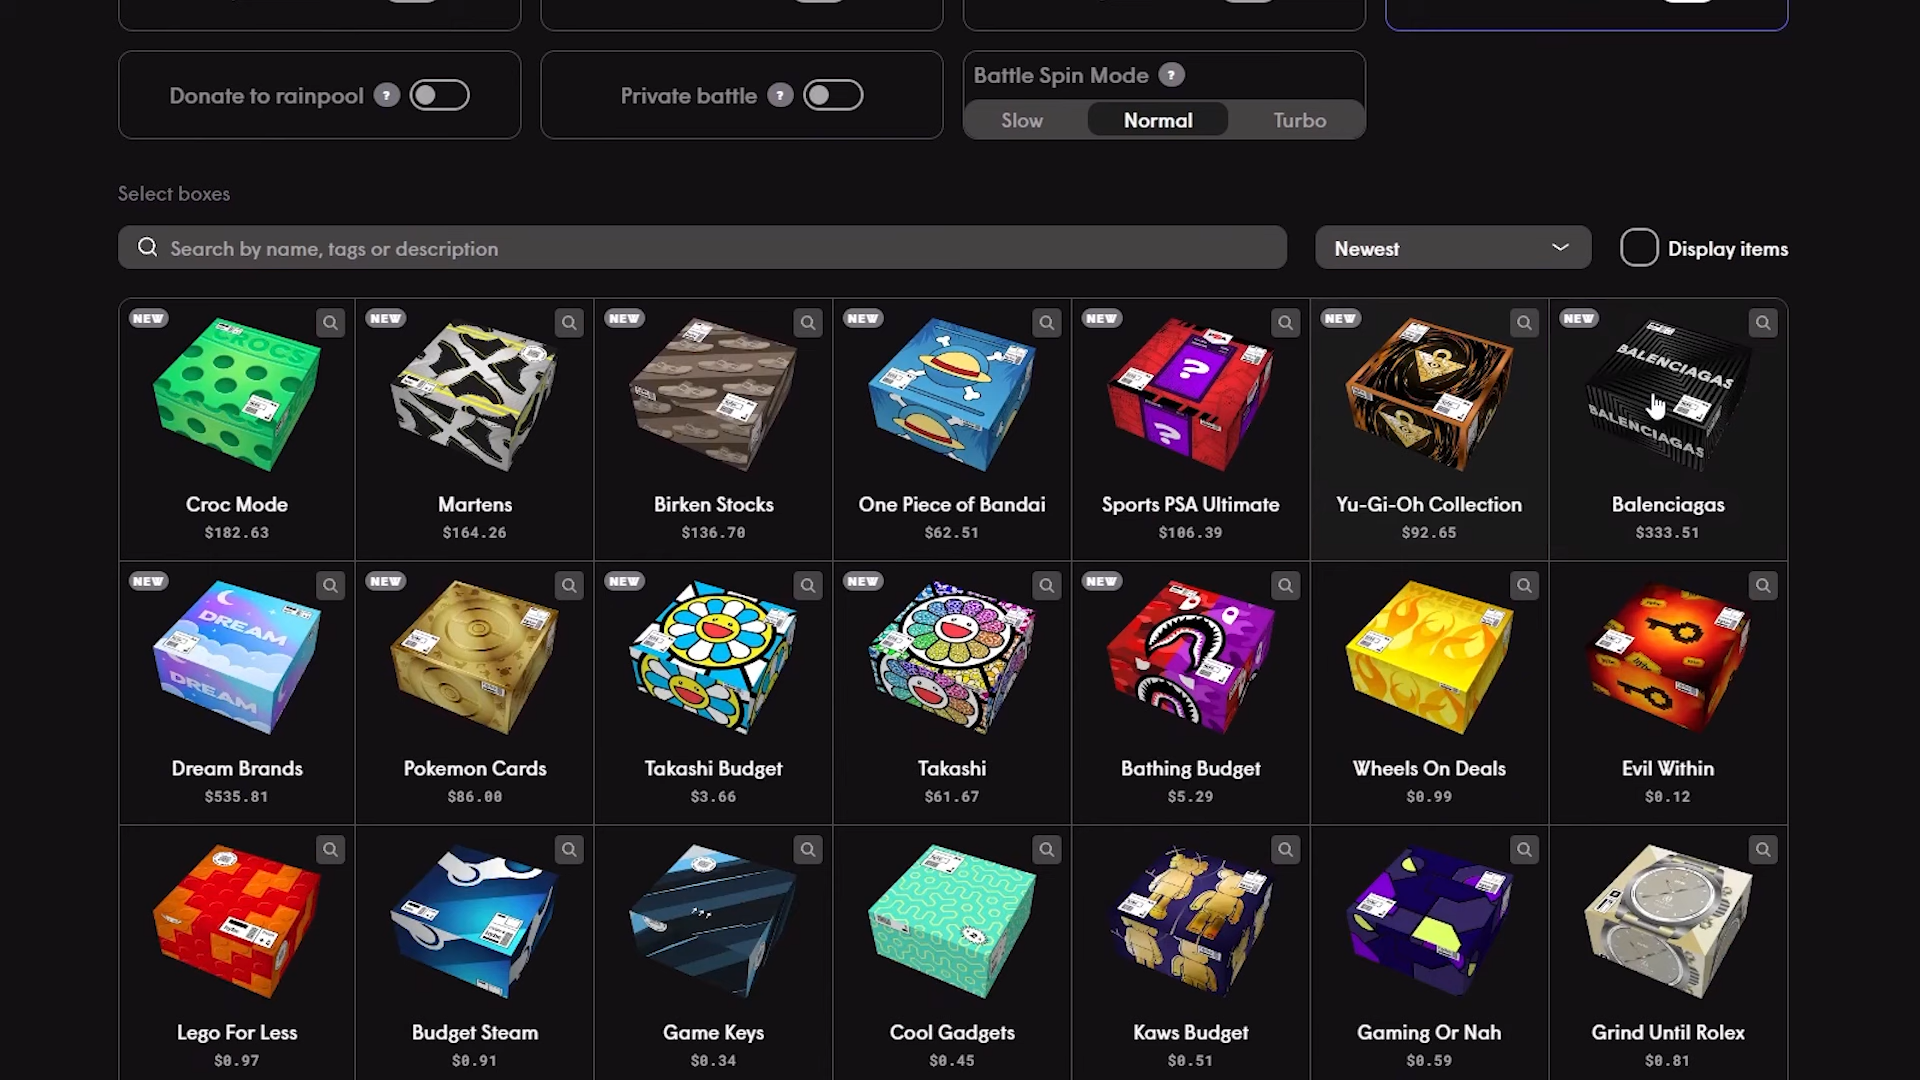 Donate to rainpool ?
Private battle ?
Battle Spin Mode ?
Slow Normal Turbo
Select boxes
Search by name, tags or description
Newest
Display items
NEW NEW NEW NEW NEW NEW NEW
CROCS
?
?
BALENCIAGAS
BALENCIAGAS
Croc Mode Martens Birken Stocks One Piece of Bandai Sports PSA Ultimate Yu-Gi-Oh Collection Balenciagas
$182.63 $164.26 $136.70 $62.51 $106.39 $92.65 $333.51
NEW NEW NEW NEW NEW
DREAM
DREAM
WHEELS
Dream Brands Pokemon Cards Takashi Budget Takashi Bathing Budget Wheels On Deals Evil Within
$535.81 $86.00 $3.66 $61.67 $5.29 $0.99 $0.12
Lego For Less Budget Steam Game Keys Cool Gadgets Kaws Budget Gaming Or Nah Grind Until Rolex
$0.97 $0.91 $0.34 $0.45 $0.51 $0.59 $0.81